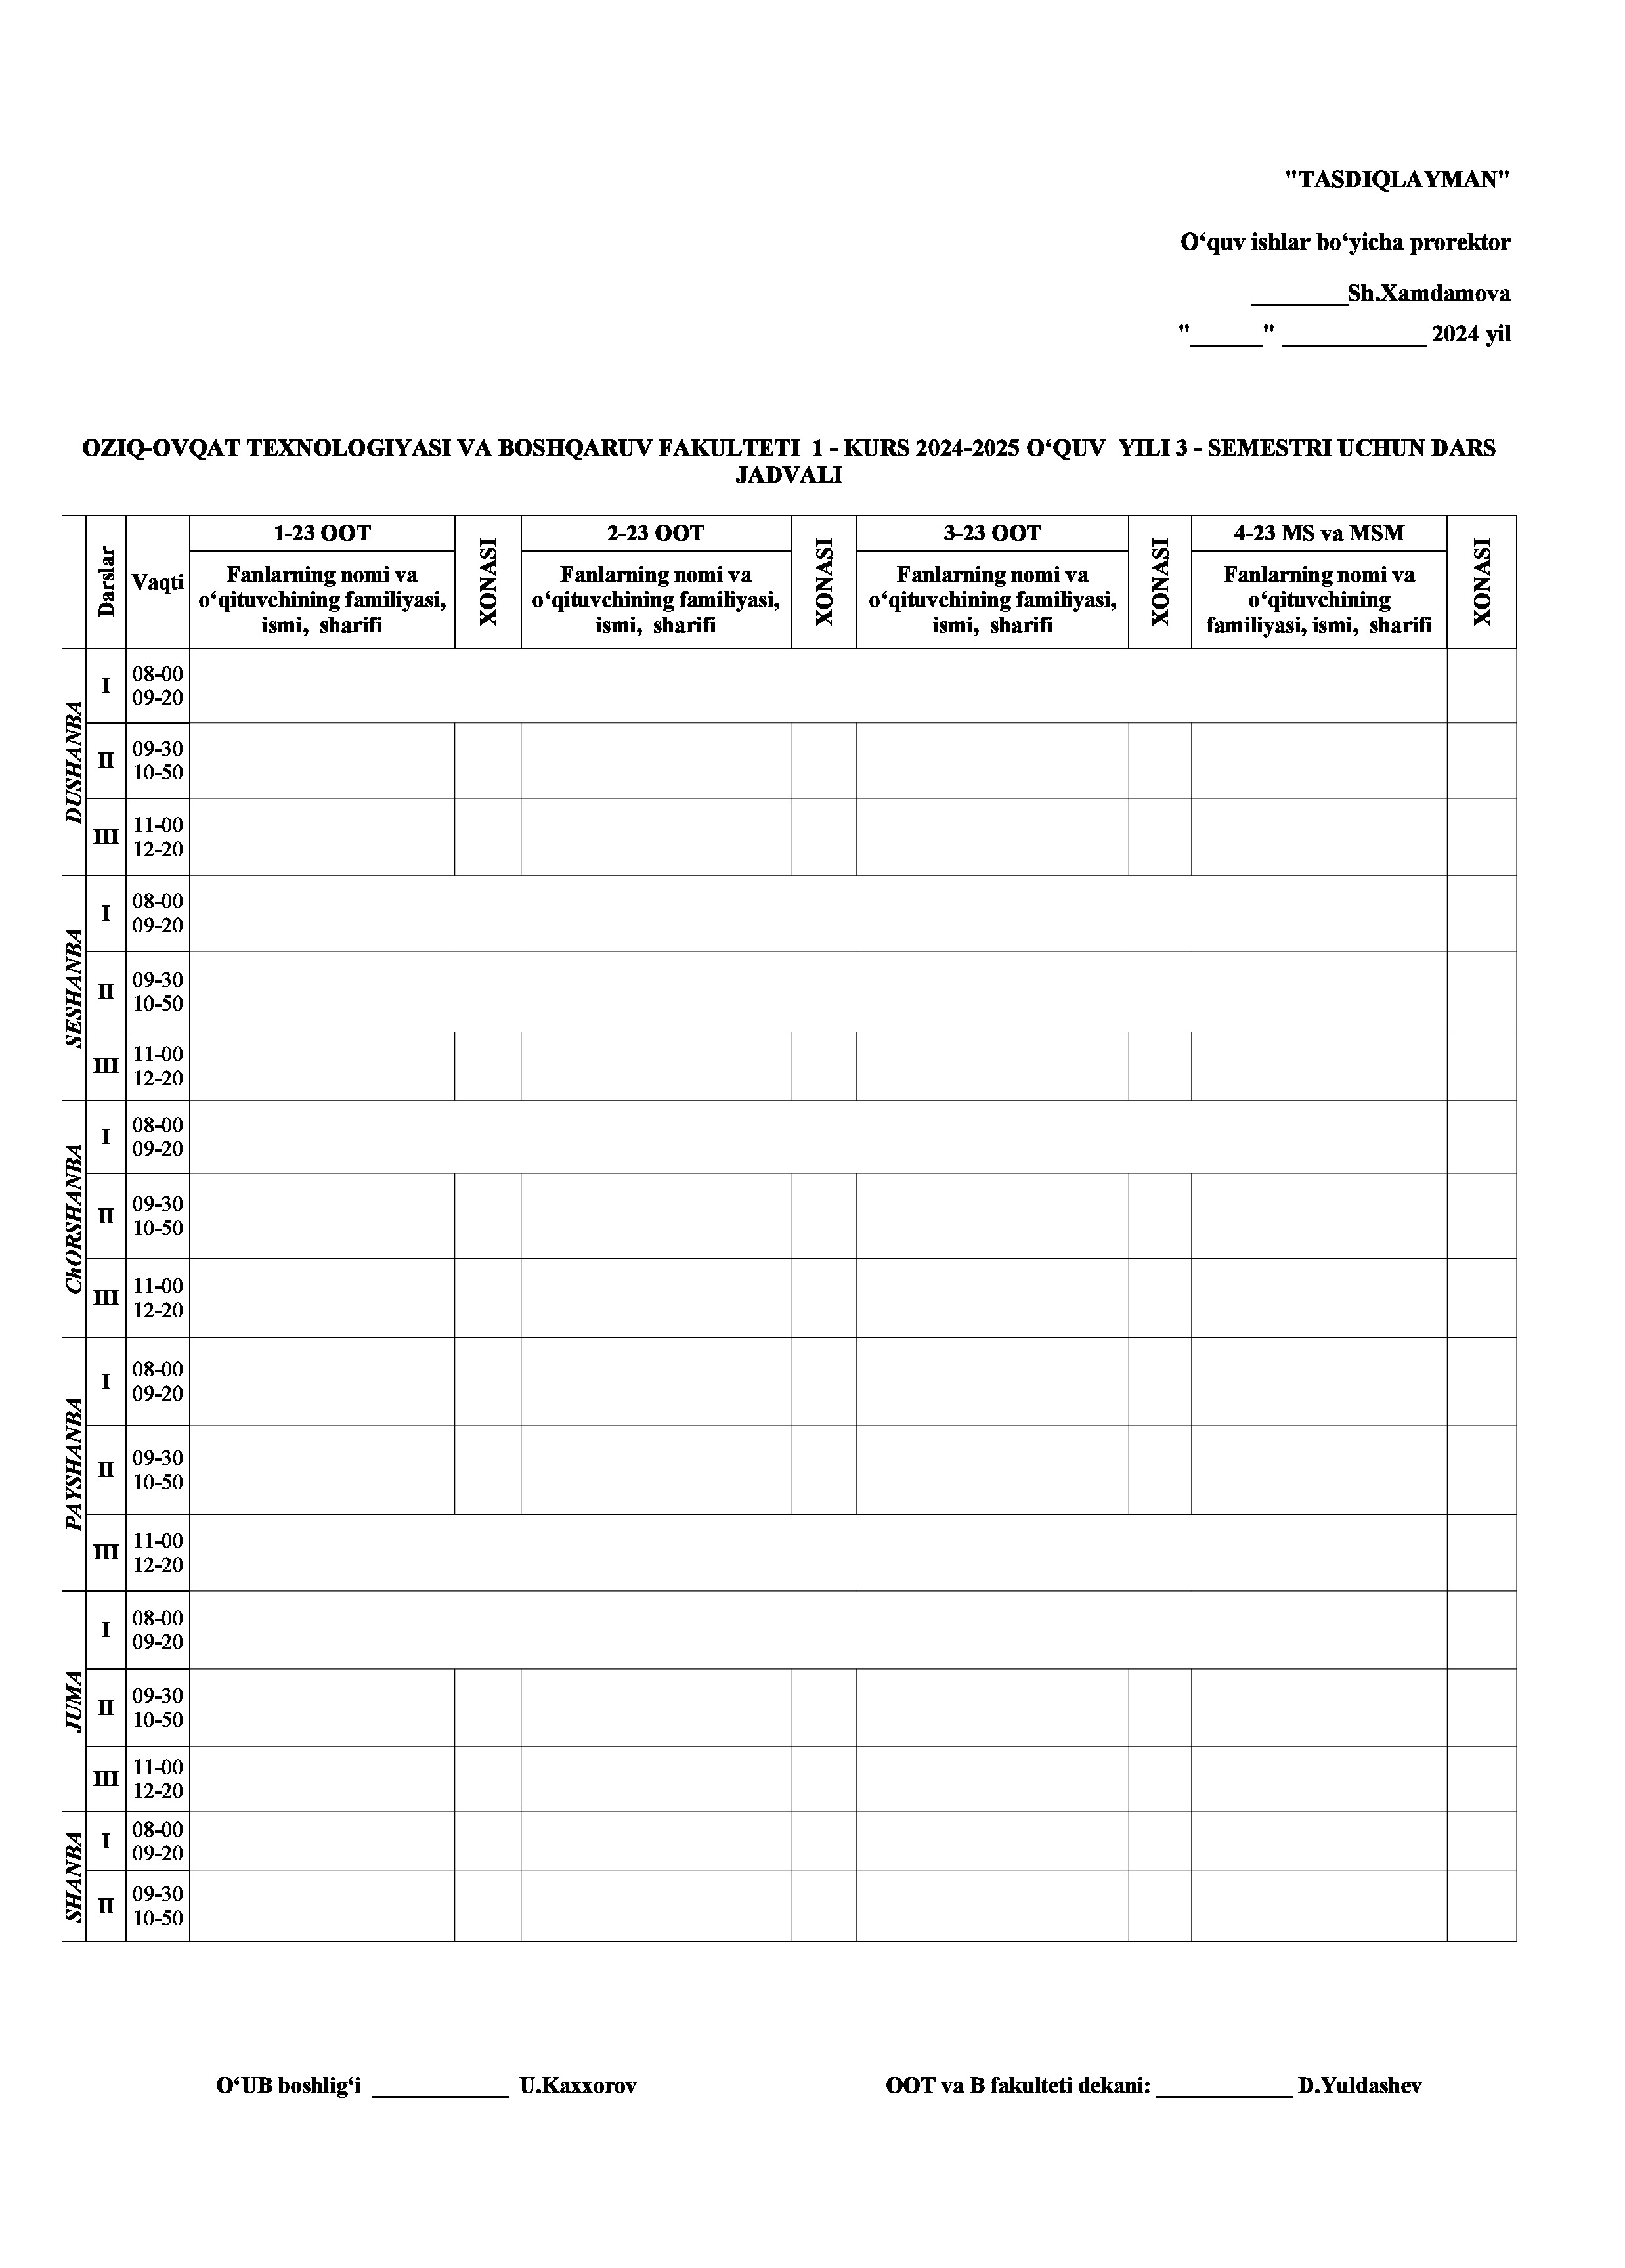 "TASDIQLAYMAN"
O‘quv ishlar bo‘yicha prorektor
________Sh.Xamdamova
"______" ____________ 2024 yil
OZIQ-OVQAT TEXNOLOGIYASI VA BOSHQARUV FAKULTETI 1 - KURS 2024-2025 O‘QUV YILI 3 - SEMESTRI UCHUN DARS
JADVALI
Darslar
Vaqti
1-23 OOT
XONASI
2-23 OOT
XONASI
3-23 OOT
XONASI
4-23 MS va MSM
XONASI
Fanlarning nomi va
o‘qituvchining familiyasi,
ismi, sharifi
Fanlarning nomi va
o‘qituvchining familiyasi,
ismi, sharifi
Fanlarning nomi va
o‘qituvchining familiyasi,
ismi, sharifi
Fanlarning nomi va
o‘qituvchining
familiyasi, ismi, sharifi
DUSHANBA
I
08-00
09-20
II
09-30
10-50
III
11-00
12-20
SESHANBA
I
08-00
09-20
II
09-30
10-50
III
11-00
12-20
ChORSHANBA
I
08-00
09-20
II
09-30
10-50
III
11-00
12-20
PAYSHANBA
I
08-00
09-20
II
09-30
10-50
III
11-00
12-20
JUMA
I
08-00
09-20
II
09-30
10-50
III
11-00
12-20
SHANBA
I
08-00
09-20
II
09-30
10-50
O‘UB boshlig‘i ____________ U.Kaxxorov
OOT va B fakulteti dekani: ____________ D.Yuldashev